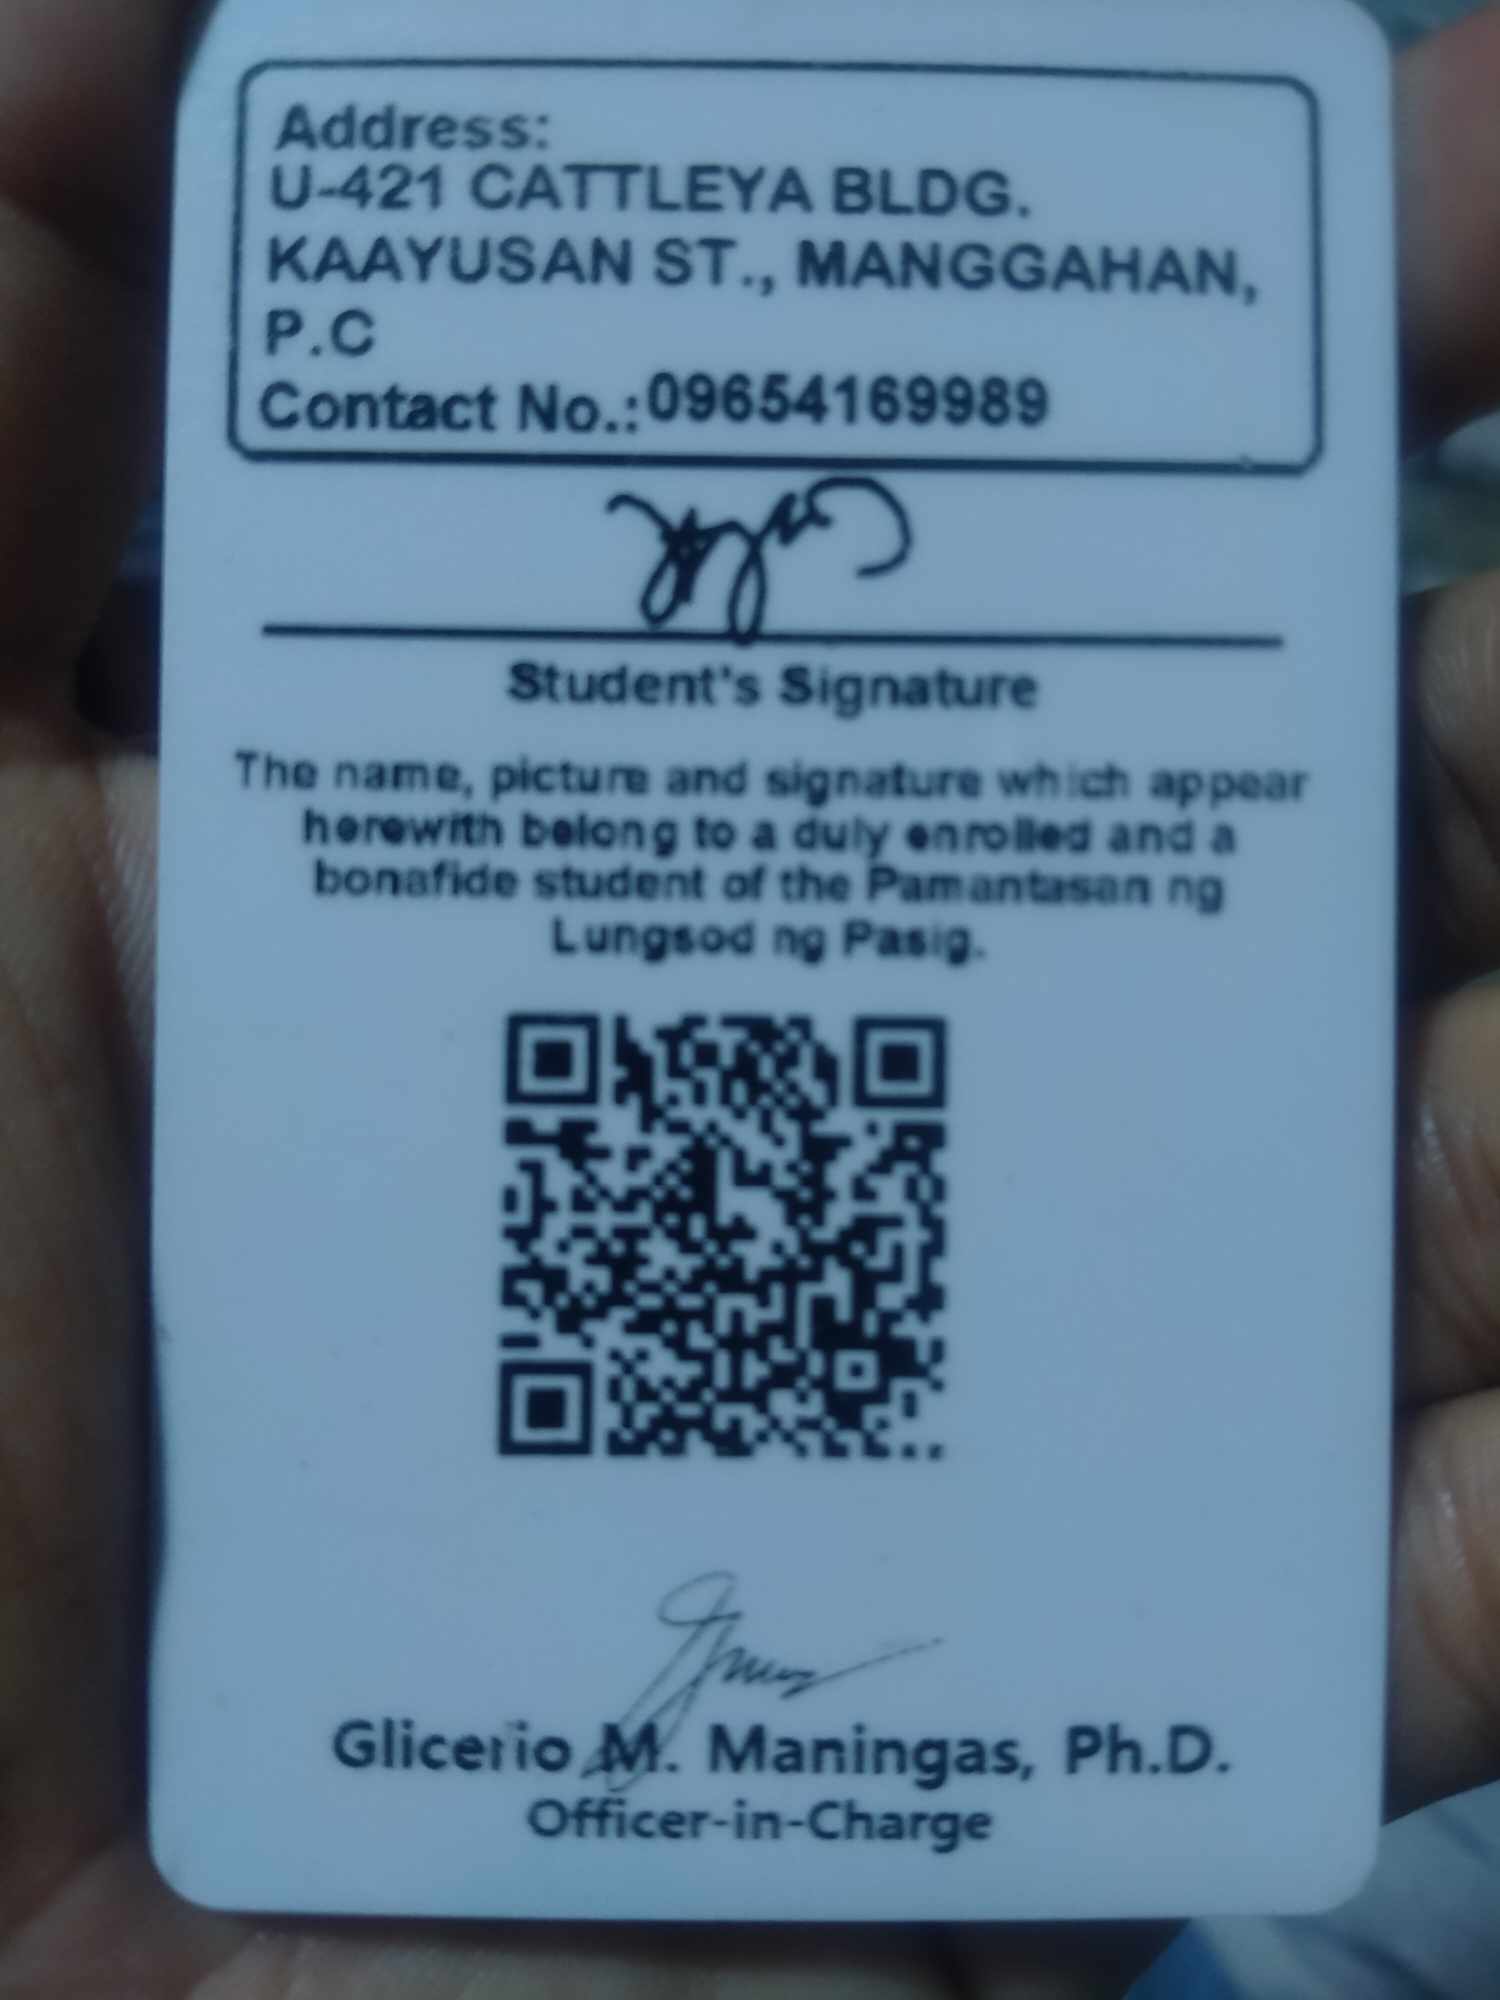 Address:
U-421 CATTLEYA BLDG.
KAAYUSAN ST., MANGGAHAN,
P.C
Contact No.:09654169989
Student's Signature
The name, picture and signature which appear
herewith belong to a duly enrolled and a
bonafide student of the Pamantasan ng
Lungsod ng Pasig.
Glicerio M. Maningas, Ph.D.
Officer-in-Charge